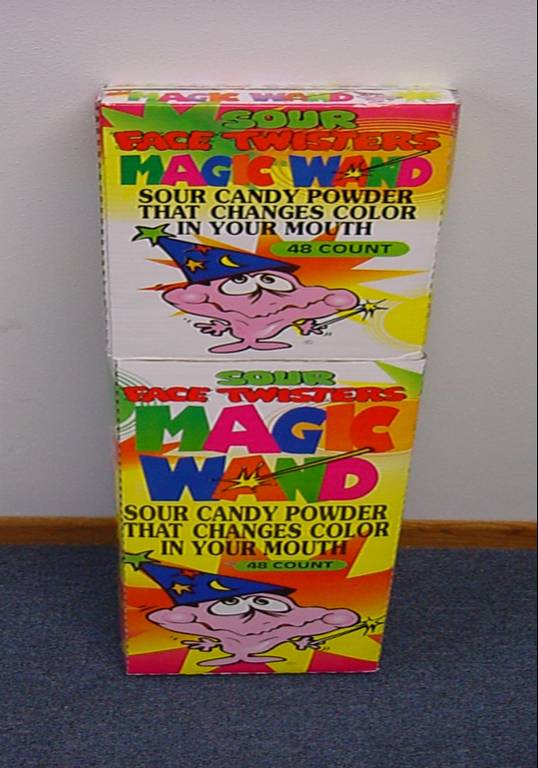 MAGIC WAND
SOUR
FACE TWISTERS
MAGIC WAND
SOUR CANDY POWDER
THAT CHANGES COLOR
IN YOUR MOUTH
48 COUNT
SOUR
FACE TWISTERS
MAGIC
WAND
SOUR CANDY POWDER
THAT CHANGES COLOR
IN YOUR MOUTH
48 COUNT